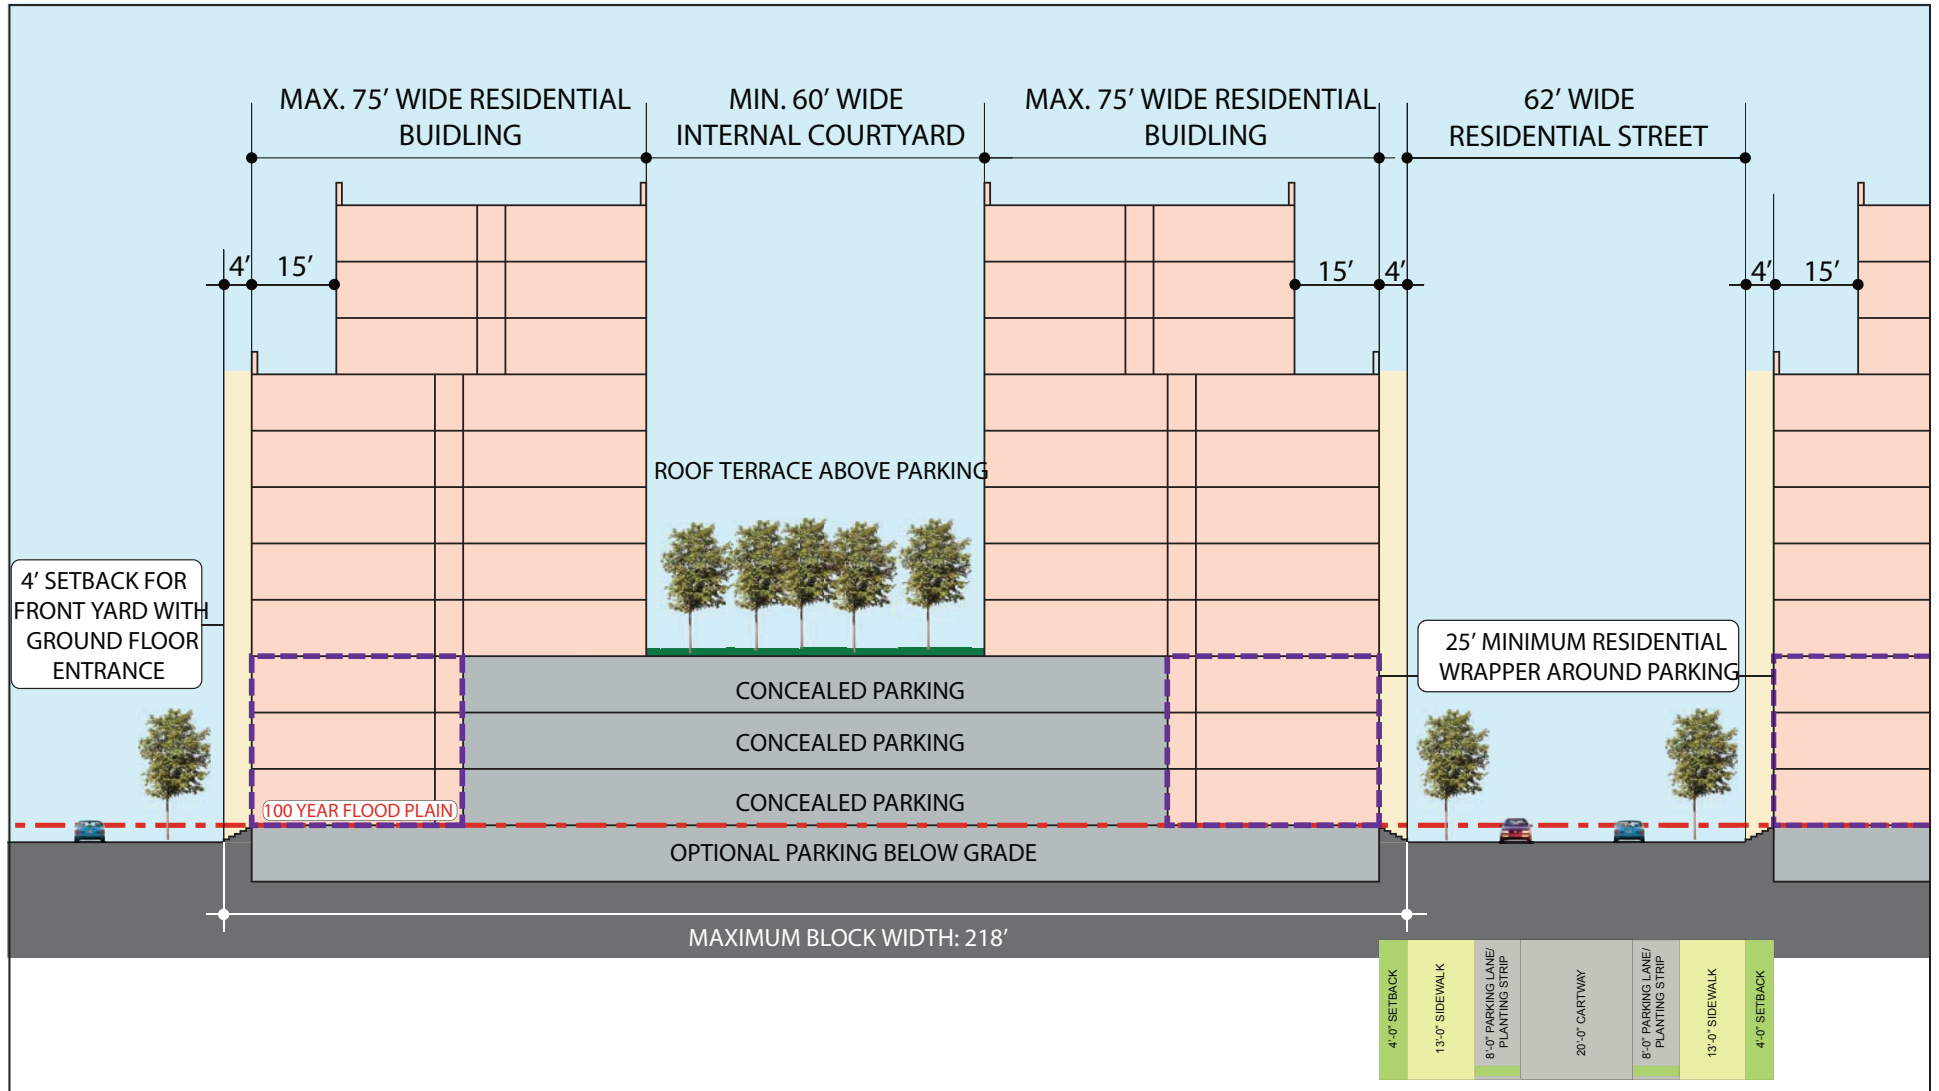 MAX. 75’ WIDE RESIDENTIAL
BUIDLING
MIN. 60’ WIDE
INTERNAL COURTYARD
MAX. 75’ WIDE RESIDENTIAL
BUIDLING
62’ WIDE
RESIDENTIAL STREET
4’
15’
15’
4’
4’
15’
ROOF TERRACE ABOVE PARKING
4’ SETBACK FOR
FRONT YARD WITH
GROUND FLOOR
ENTRANCE
25’ MINIMUM RESIDENTIAL
WRAPPER AROUND PARKING
CONCEALED PARKING
CONCEALED PARKING
CONCEALED PARKING
100 YEAR FLOOD PLAIN
OPTIONAL PARKING BELOW GRADE
MAXIMUM BLOCK WIDTH: 218’
4'-0" SETBACK
13'-0" SIDEWALK
8'-0" PARKING LANE/
PLANTING STRIP
20'-0" CARTWAY
8'-0" PARKING LANE/
PLANTING STRIP
13'-0" SIDEWALK
4'-0" SETBACK